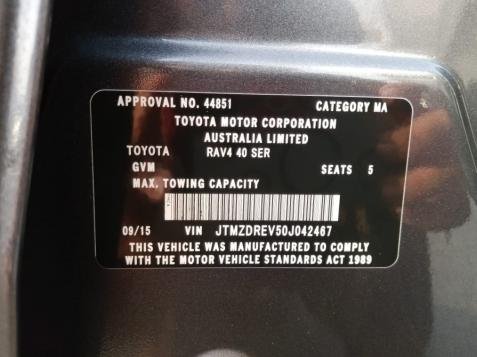 APPROVAL NO. 44851 CATEGORY MA
TOYOTA MOTOR CORPORATION
AUSTRALIA LIMITED
TOYOTA RAV4 40 SER
GVM SEATS 5
MAX. TOWING CAPACITY
09/15 VIN JTMZDREV50J042467
THIS VEHICLE WAS MANUFACTURED TO COMPLY
WITH THE MOTOR VEHICLE STANDARDS ACT 1989